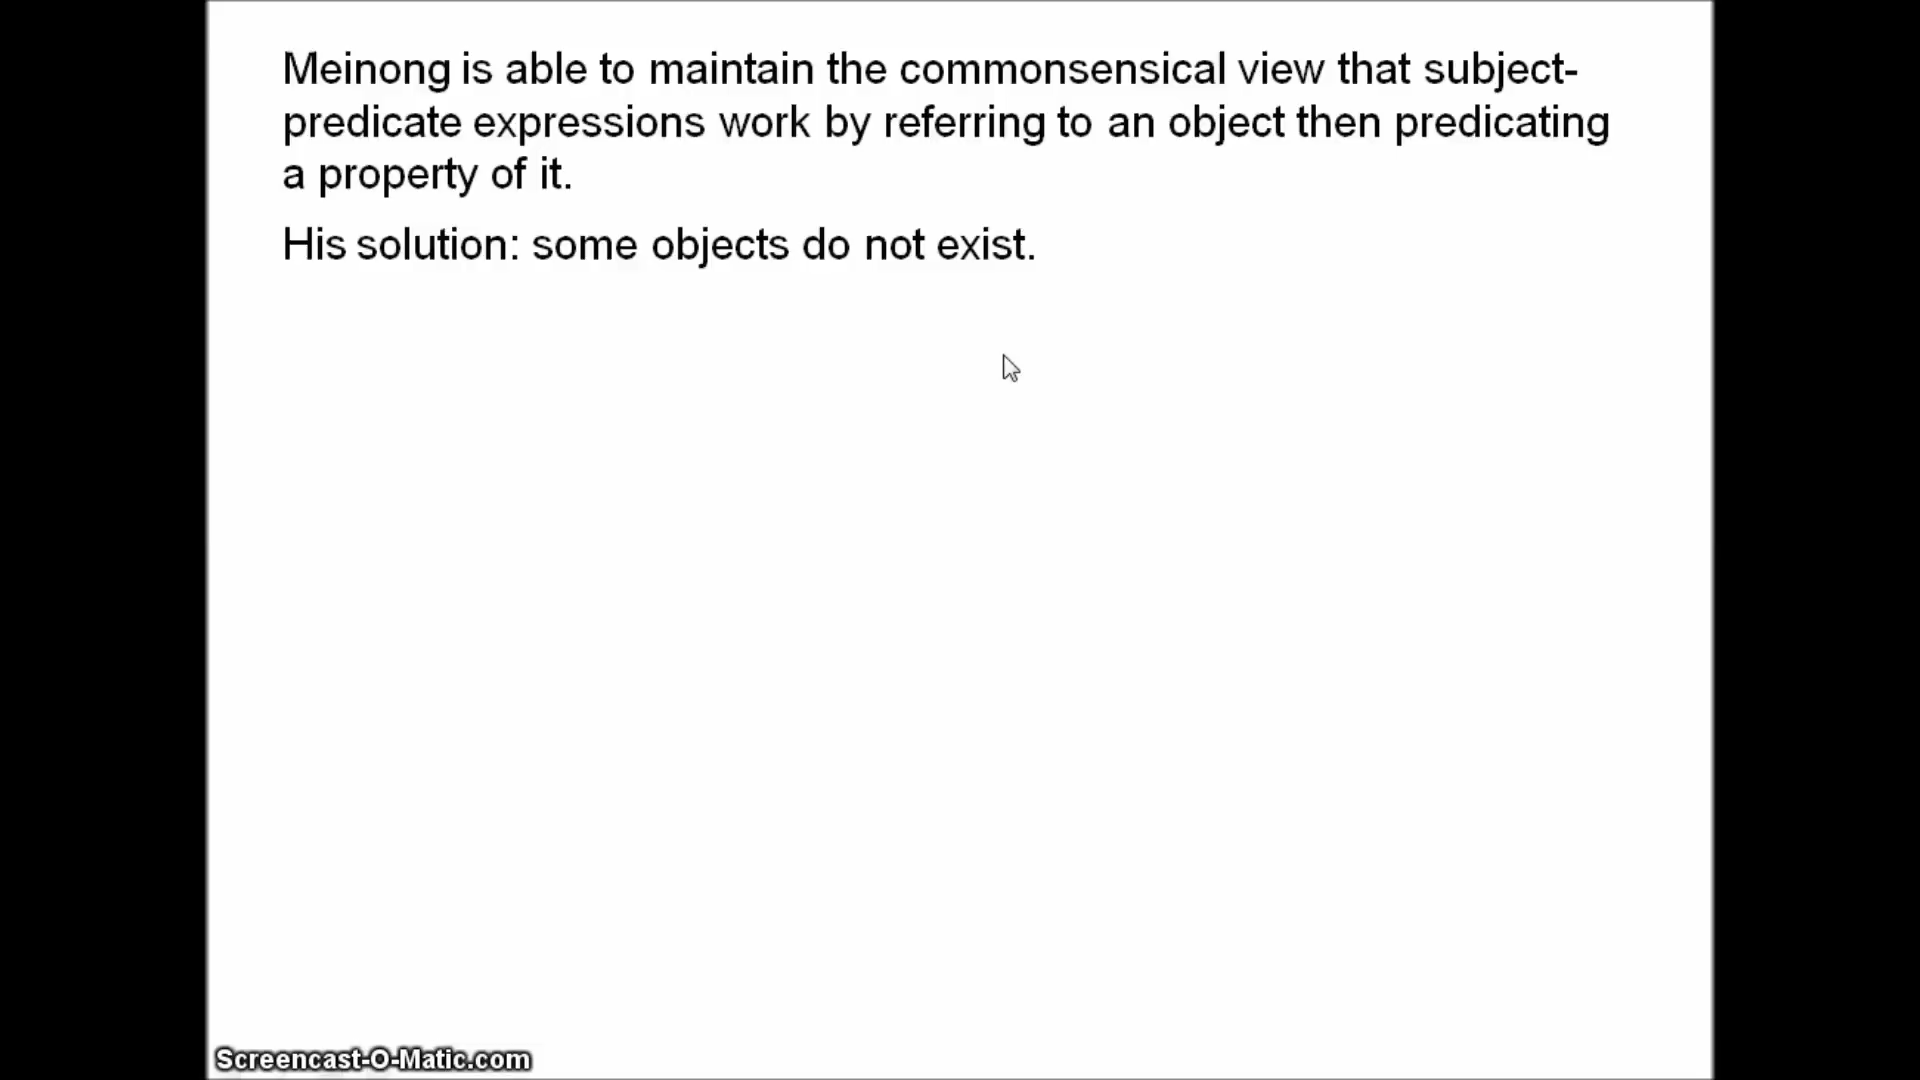 Meinong is able to maintain the commonsensical view that subject-
predicate expressions work by referring to an object then predicating
a property of it.
His solution: some objects do not exist.
Screencast-O-Matic.com